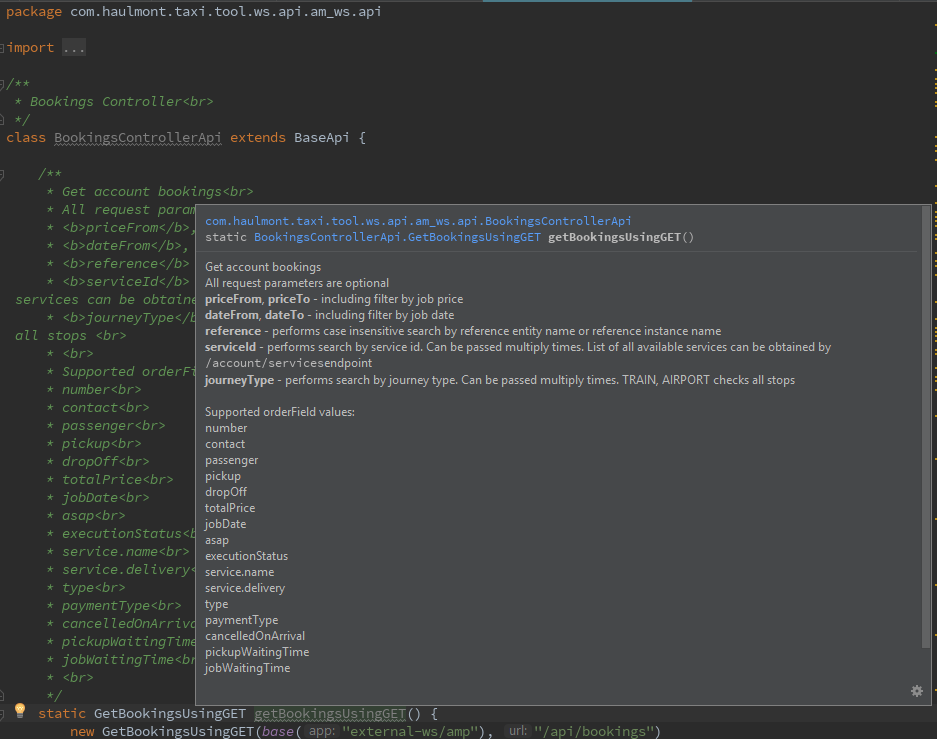 package com.haulmont.taxi.tool.ws.api.am_ws.api
import ...
/**
* Bookings Controller<br>
*/
class BookingsControllerApi extends BaseApi {
/**
* Get account bookings<br>
* All request param
* <b>priceFrom</b>,
* <b>dateFrom</b>,
* <b>reference</b>
* <b>serviceId</b>
services can be obtaine
* <b>journeyType</b
all stops <br>
* <br>
* Supported orderFi
* number<br>
* contact<br>
* passenger<br>
* pickup<br>
* dropOff<br>
* totalPrice<br>
* jobDate<br>
* asap<br>
* executionStatus<b
* service.name<br>
* service.delivery<
* type<br>
* paymentType<br>
* cancelledOnArriva
* pickupWaitingTime
* jobWaitingTime<br
* <br>
*/
com.haulmont.taxi.tool.ws.api.am_ws.api.BookingsControllerApi
static BookingsControllerApi.GetBookingsUsingGET getBookingsUsingGET()
Get account bookings
All request parameters are optional
priceFrom, priceTo - including filter by job price
dateFrom, dateTo - including filter by job date
reference - performs case insensitive search by reference entity name or reference instance name
serviceId - performs search by service id. Can be passed multiply times. List of all available services can be obtained by
/account/servicesendpoint
journeyType - performs search by journey type. Can be passed multiply times. TRAIN, AIRPORT checks all stops
Supported orderField values:
number
contact
passenger
pickup
dropOff
totalPrice
jobDate
asap
executionStatus
service.name
service.delivery
type
paymentType
cancelledOnArrival
pickupWaitingTime
jobWaitingTime
static GetBookingsUsingGET getBookingsUsingGET() {
new GetBookingsUsingGET(base( app: "external-ws/amp"), url: "/api/bookings")